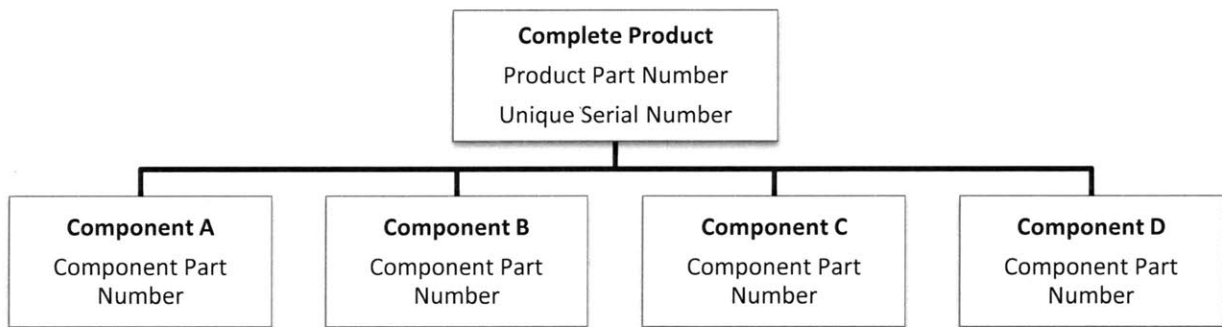 Complete Product
Product Part Number
Unique Serial Number
Component A
Component Part
Number
Component B
Component Part
Number
Component C
Component Part
Number
Component D
Component Part
Number